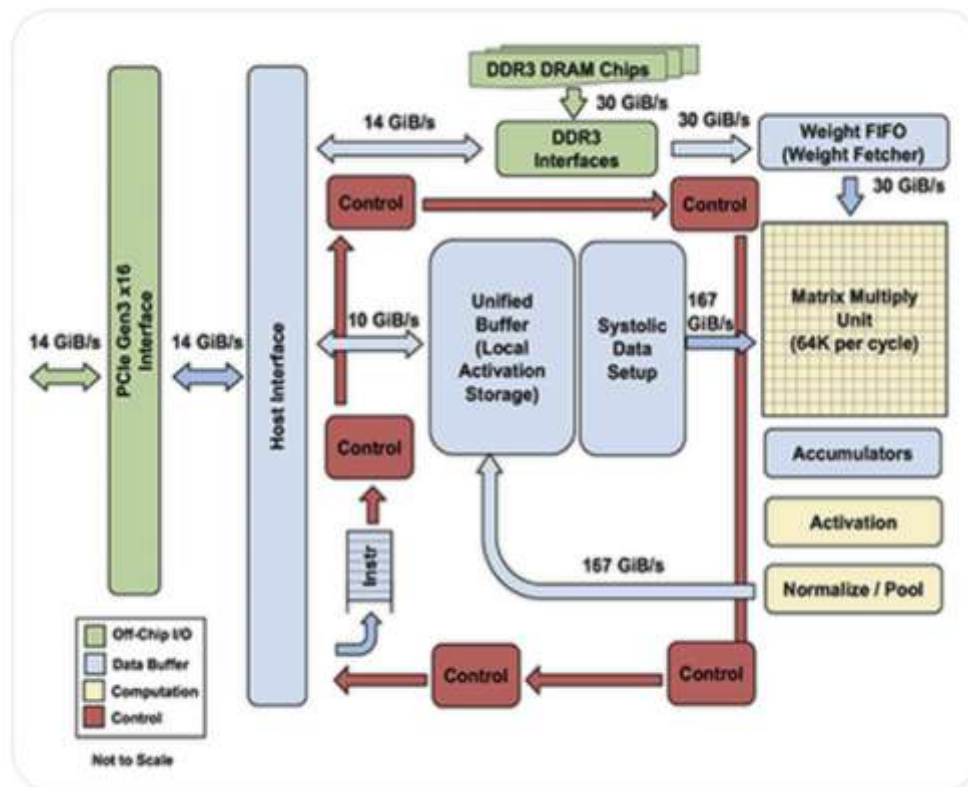 DDR3 DRAM Chips
30 GiB/s
14 GiB/s
DDR3
Interfaces
30 GiB/s
Weight FIFO
(Weight Fetcher)
30 GiB/s
Control
Control
PCIe Gen3 x16
Interface
14 GiB/s
14 GiB/s
Host Interface
10 GiB/s
Unified
Buffer
(Local
Activation
Storage)
Systolic
Data
Setup
167
GiB/s
Matrix Multiply
Unit
(64K per cycle)
Control
Accumulators
Activation
Instr
167 GiB/s
Normalize / Pool
Off-Chip I/O
Data Buffer
Computation
Control
Control
Control
Not to Scale